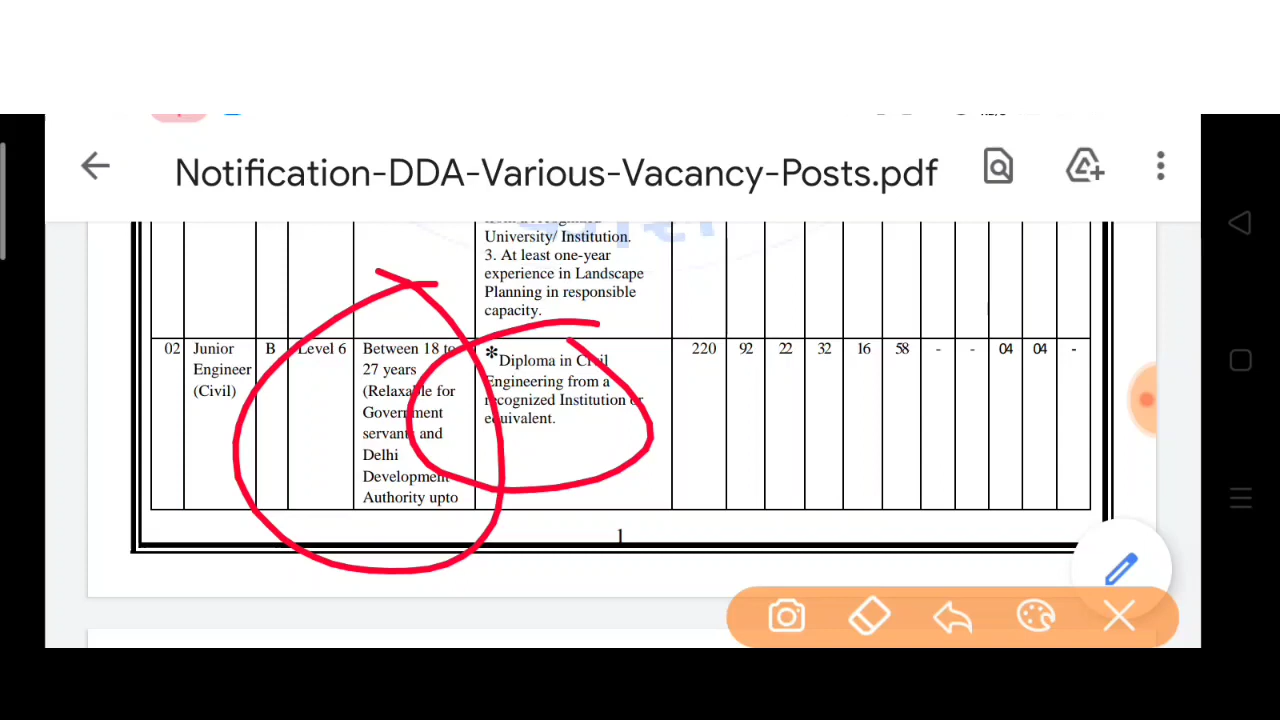 Notification-DDA-Various-Vacancy-Posts.pdf
University/ Institution.
3. At least one-year
experience in Landscape
Planning in responsible
capacity.
02 Junior Engineer (Civil) B Level 6 Between 18 to 27 years (Relaxable for Government servants and Delhi Development Authority upto *Diploma in Civil Engineering from a recognized Institution or equivalent. 220 92 22 32 16 58 - - 04 04 -
1